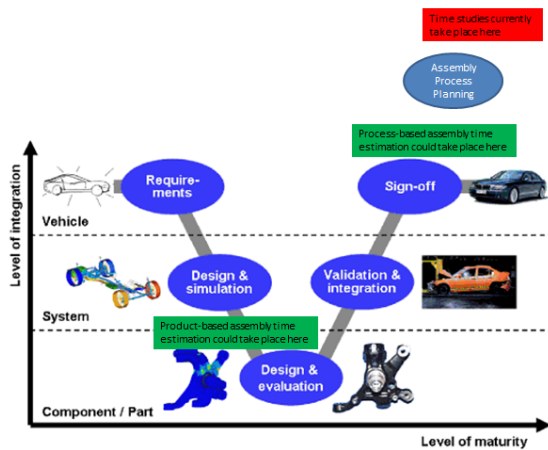 Time studies currently
take place here
Assembly
Process
Planning
Process-based assembly time
estimation could take place here
Level of integration
Require-
ments
Sign-off
Vehicle
Design &
simulation
Validation &
integration
System
Product-based assembly time
estimation could take place here
Design &
evaluation
Component / Part
Level of maturity